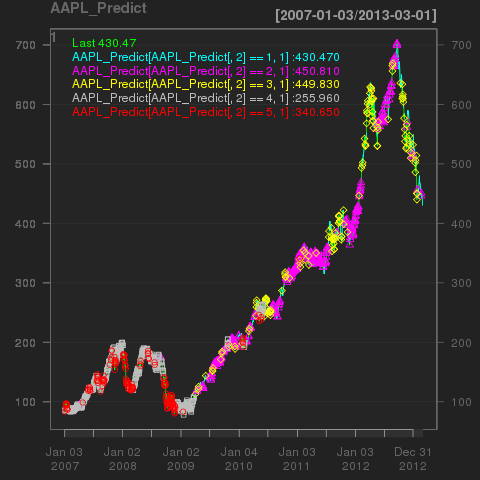 AAPL_Predict
[2007-01-03/2013-03-01]
1
Last 430.47
AAPL_Predict[AAPL_Predict[, 2] == 1, 1] :430.470
AAPL_Predict[AAPL_Predict[, 2] == 2, 1] :450.810
AAPL_Predict[AAPL_Predict[, 2] == 3, 1] :449.830
AAPL_Predict[AAPL_Predict[, 2] == 4, 1] :255.960
AAPL_Predict[AAPL_Predict[, 2] == 5, 1] :340.650
700 700
600 600
500 500
400 400
300 300
200 200
100 100
Jan 03 Jan 02 Jan 02 Jan 04 Jan 03 Jan 03 Dec 31
2007 2008 2009 2010 2011 2012 2012